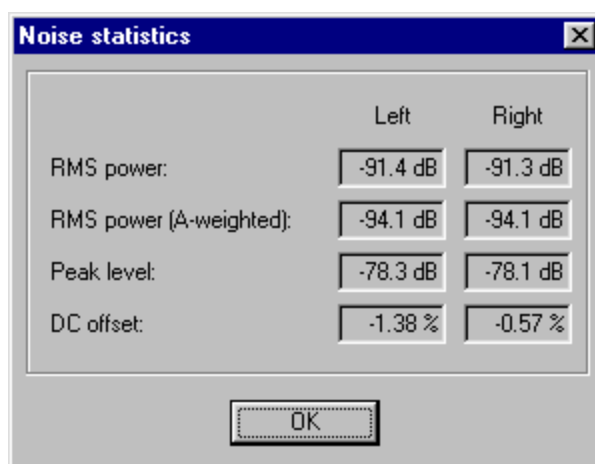 Noise statistics
Left Right
RMS power: -91.4 dB -91.3 dB
RMS power (A-weighted): -94.1 dB -94.1 dB
Peak level: -78.3 dB -78.1 dB
DC offset: -1.38 % -0.57 %
OK